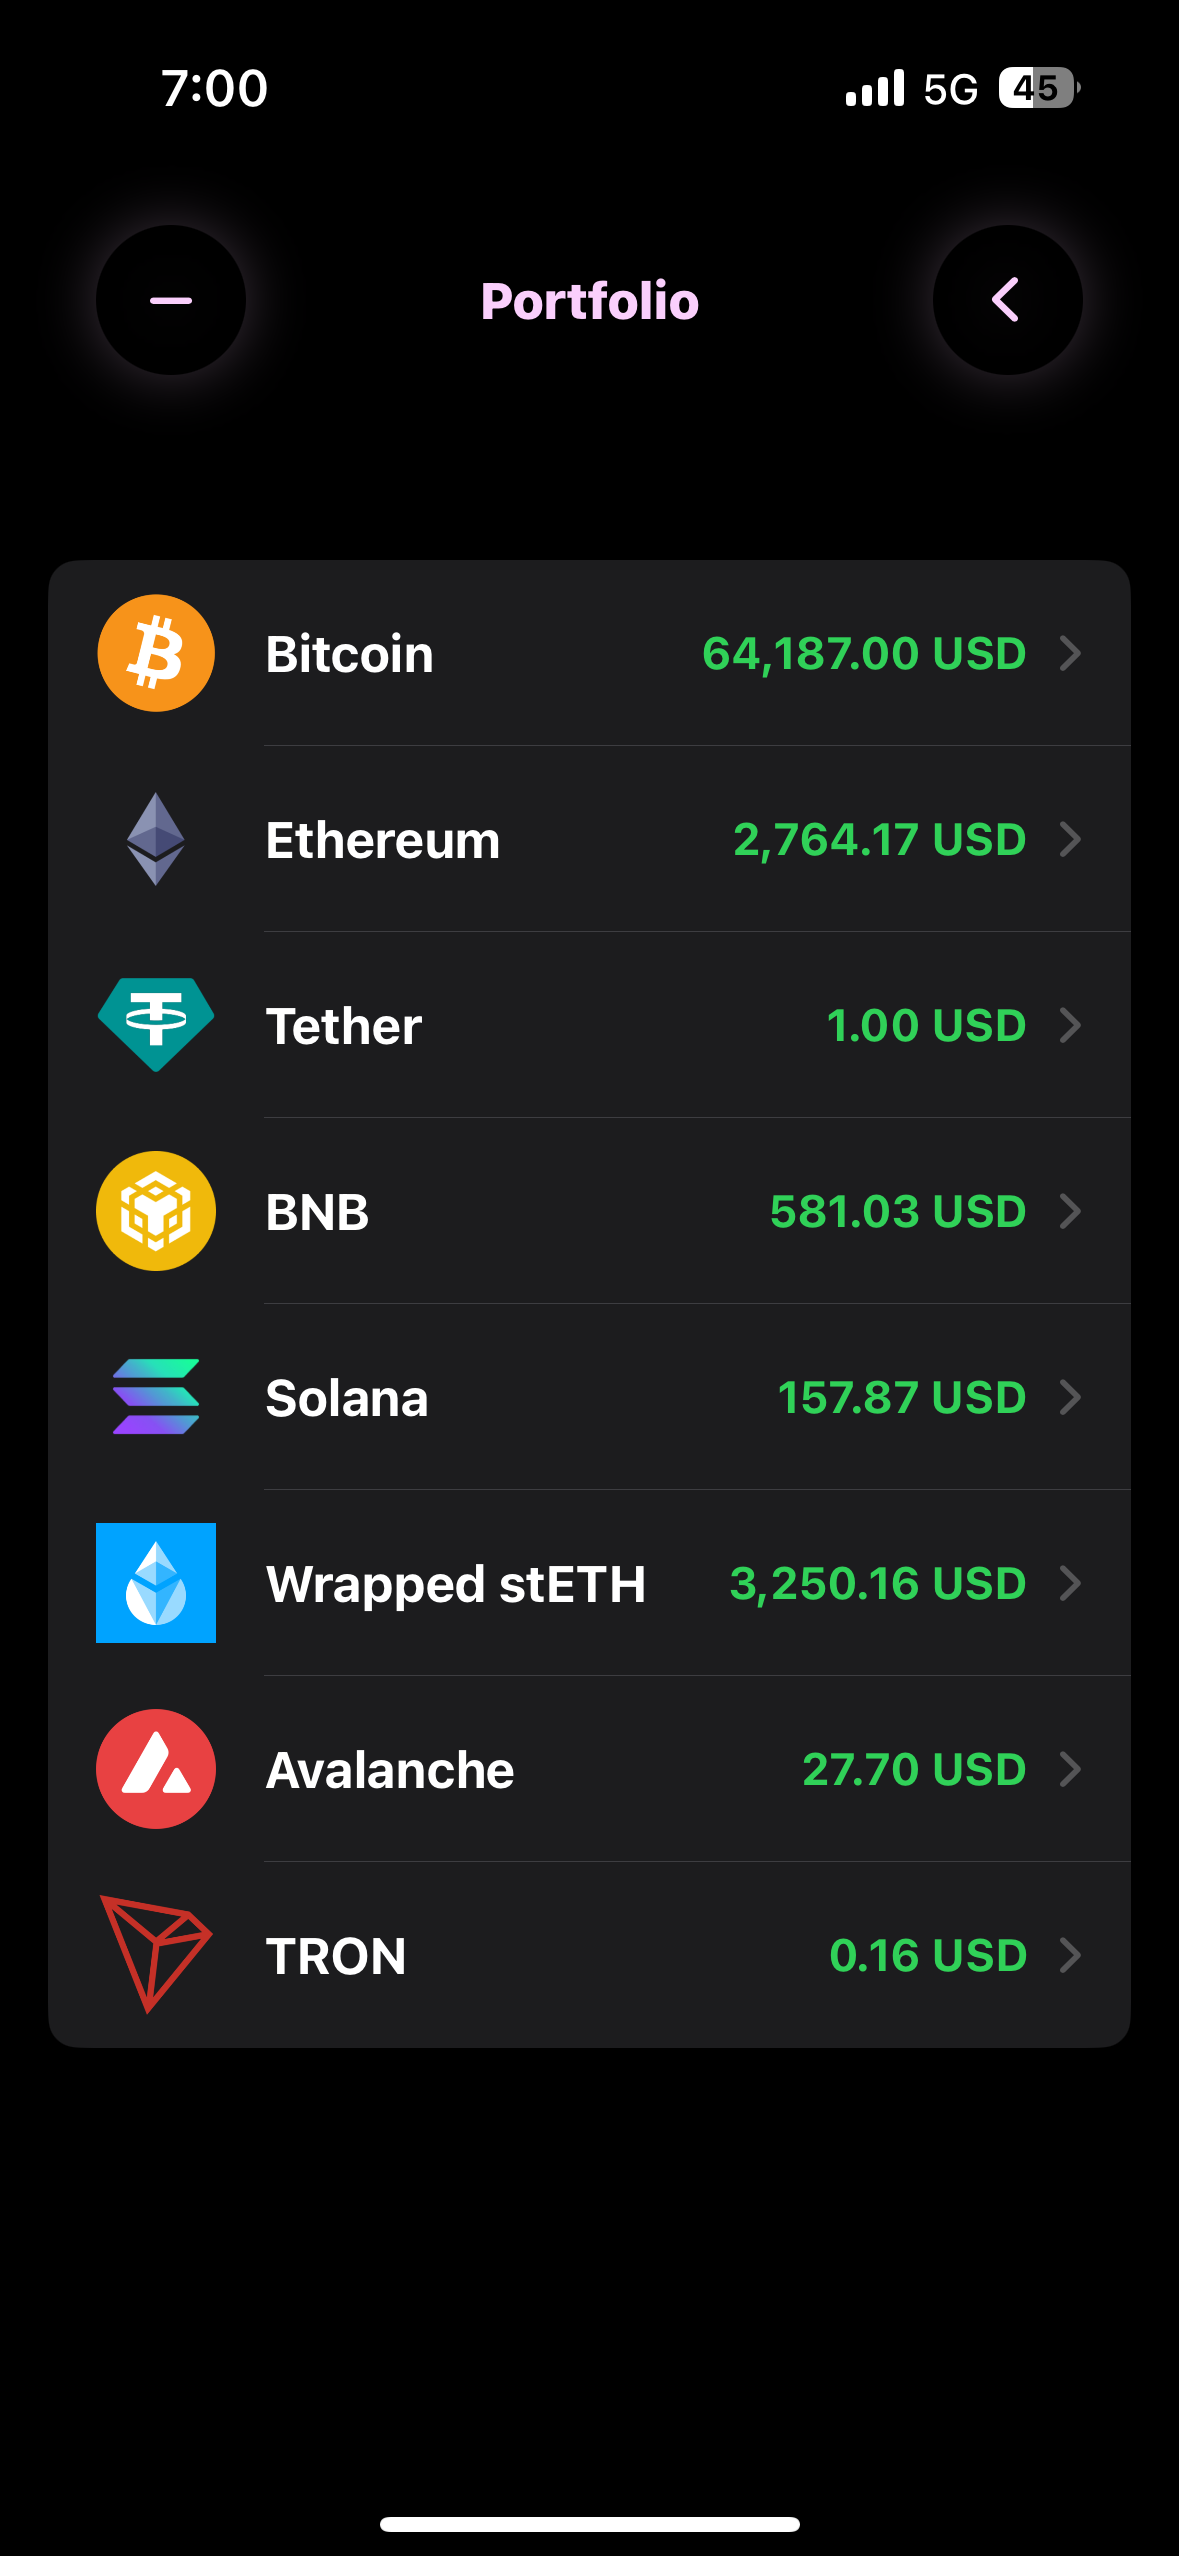 7:00
5G 45
Portfolio
Bitcoin 64,187.00 USD
Ethereum 2,764.17 USD
Tether 1.00 USD
BNB 581.03 USD
Solana 157.87 USD
Wrapped stETH 3,250.16 USD
Avalanche 27.70 USD
TRON 0.16 USD